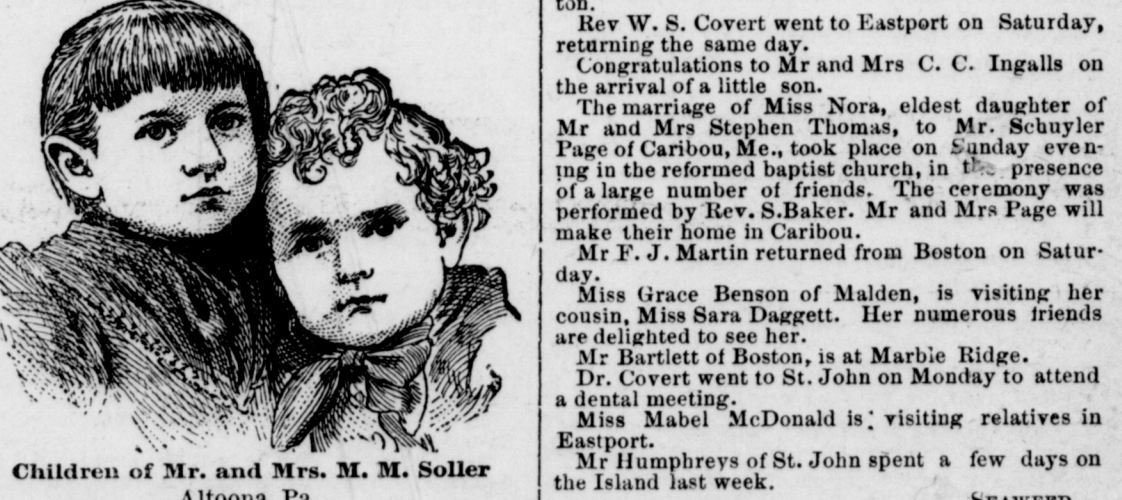 Children of Mr. and Mrs. M. M. Soller
Altoona, Pa.
ton.
Rev W. S. Covert went to Eastport on Saturday,
returning the same day.
Congratulations to Mr and Mrs C. C. Ingalls on
the arrival of a little son.
The marriage of Miss Nora, eldest daughter of
Mr and Mrs Stephen Thomas, to Mr. Schuyler
Page of Caribou, Me., took place on Sunday even-
ing in the reformed baptist church, in the presence
of a large number of friends. The ceremony was
performed by Rev. S.Baker. Mr and Mrs Page will
make their home in Caribou.
Mr F. J. Martin returned from Boston on Satur-
day.
Miss Grace Benson of Malden, is visiting her
cousin, Miss Sara Daggett. Her numerous friends
are delighted to see her.
Mr Bartlett of Boston, is at Marble Ridge.
Dr. Covert went to St. John on Monday to attend
a dental meeting.
Miss Mabel McDonald is: visiting relatives in
Eastport.
Mr Humphreys of St. John spent a few days on
the Island last week.
SEAWEED